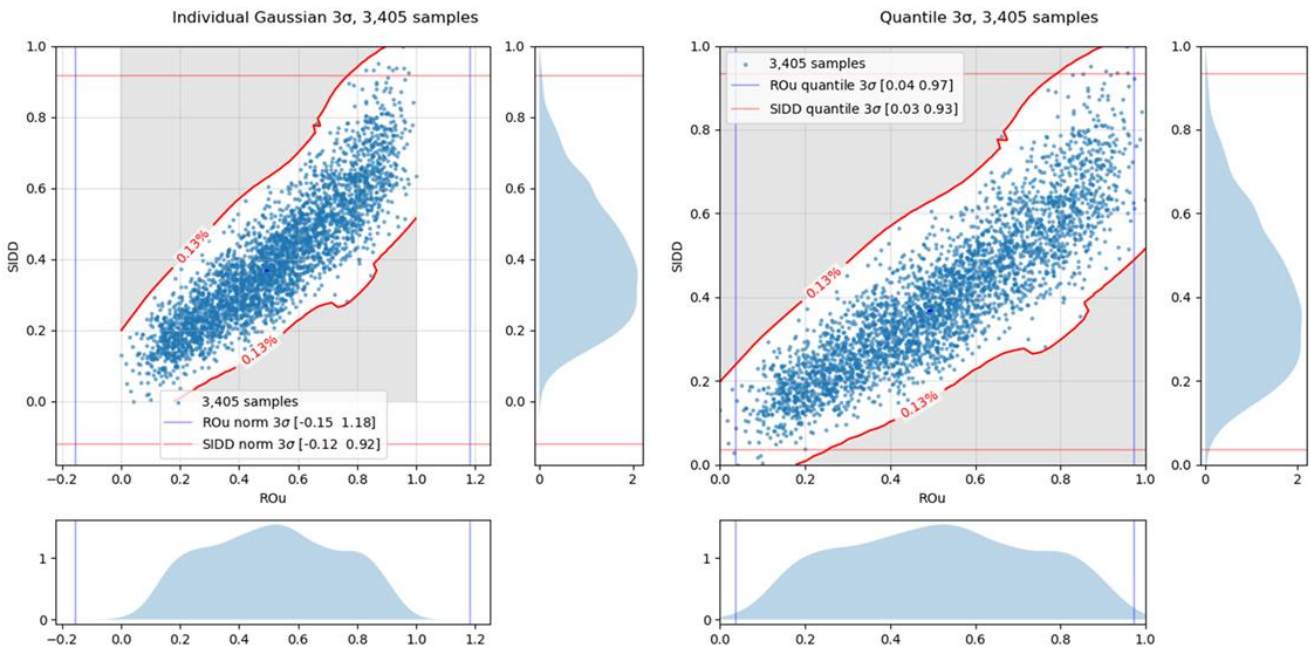 Individual Gaussian 3σ, 3,405 samples
1.0
0.8
0.6
0.4
0.2
0.0
SIDD
0.13%
0.13%
3,405 samples
ROu norm 3σ [-0.15 1.18]
SIDD norm 3σ [-0.12 0.92]
−0.2 0.0 0.2 0.4 0.6 0.8 1.0 1.2
ROu
1.0
0.8
0.6
0.4
0.2
0.0
0 2
1
0
−0.2 0.0 0.2 0.4 0.6 0.8 1.0 1.2
Quantile 3σ, 3,405 samples
1.0
0.8
0.6
0.4
0.2
0.0
SIDD
3,405 samples
ROu quantile 3σ [0.04 0.97]
SIDD quantile 3σ [0.03 0.93]
0.13%
0.13%
0.0 0.2 0.4 0.6 0.8 1.0
ROu
1.0
0.8
0.6
0.4
0.2
0.0
0 2
1
0
0.0 0.2 0.4 0.6 0.8 1.0